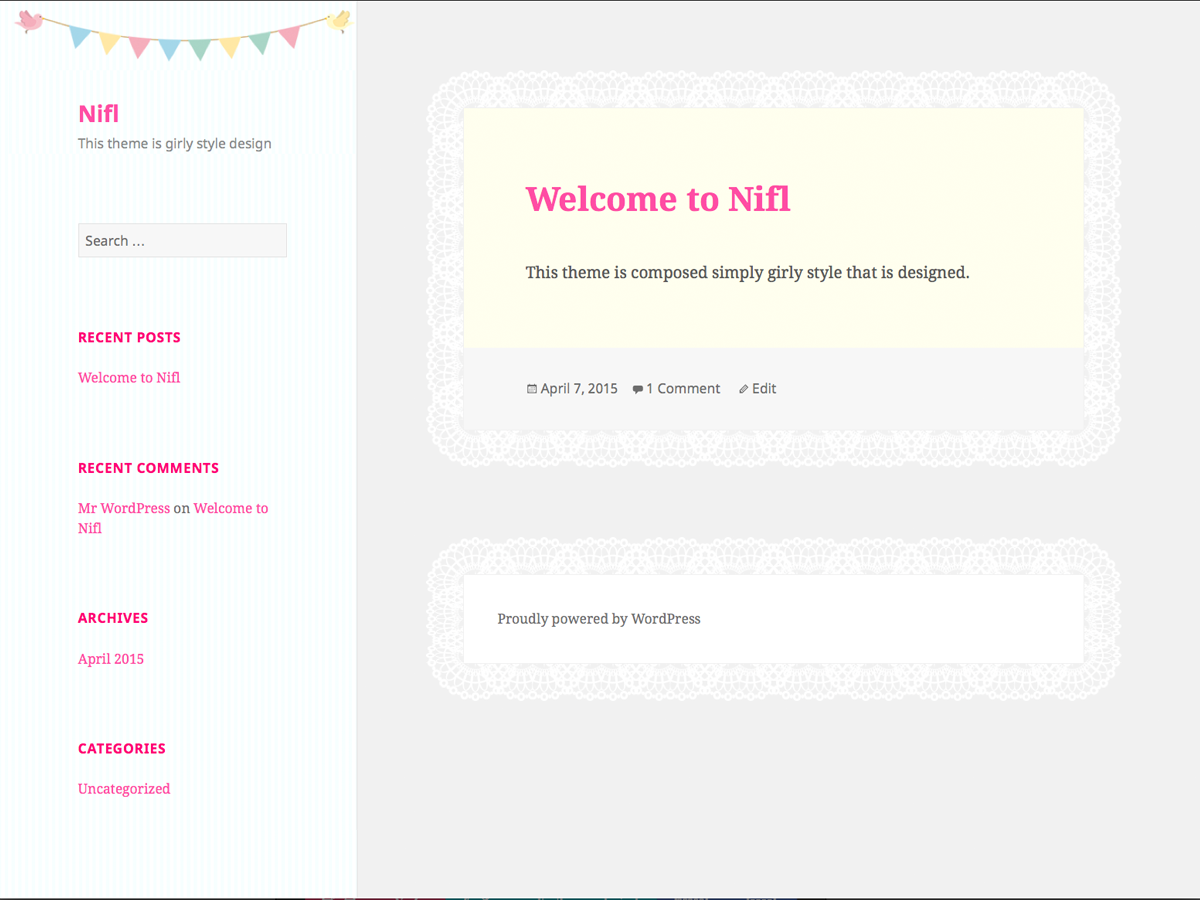 Nifl
This theme is girly style design
Search ...
RECENT POSTS
Welcome to Nifl
RECENT COMMENTS
Mr WordPress on Welcome to
Nifl
ARCHIVES
April 2015
CATEGORIES
Uncategorized
Welcome to Nifl
This theme is composed simply girly style that is designed.
April 7, 2015 1 Comment Edit
Proudly powered by WordPress